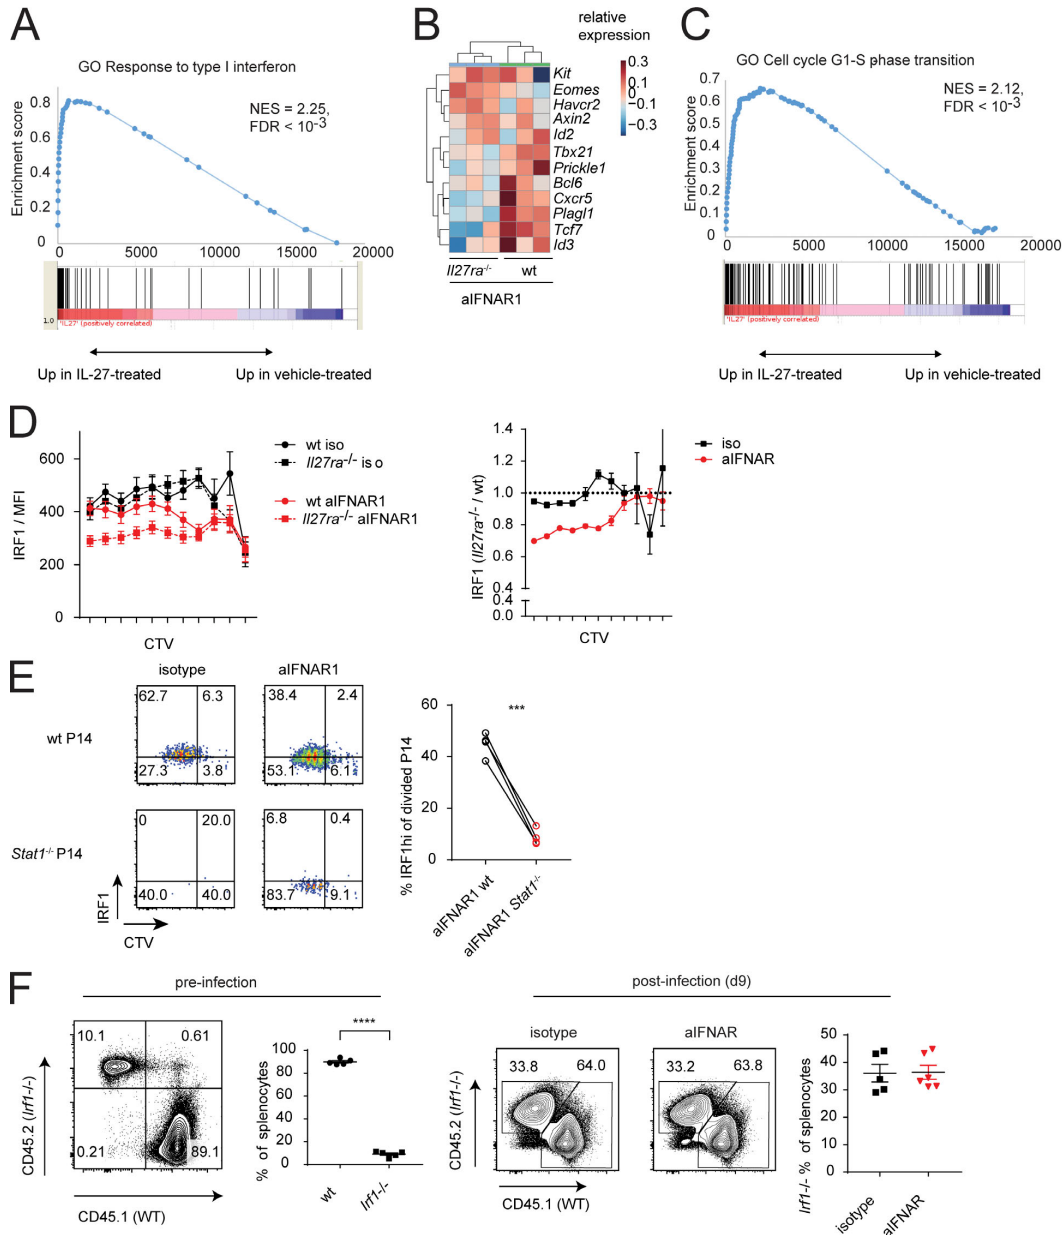 A
GO Response to type I interferon
NES = 2.25,
FDR < 10-3
Enrichment score
0.8
0.6
0.4
0.2
0
0 5000 10000 15000 20000
1.0
'IL27' (positively correlated)
Up in IL-27-treated Up in vehicle-treated
B
relative
expression
0.3
0.1
0
−0.1
−0.3
Kit
Eomes
Havcr2
Axin2
Id2
Tbx21
Prickle1
Bcl6
Cxcr5
Plagl1
Tcf7
Id3
Il27ra-/- wt
aIFNAR1
C
GO Cell cycle G1-S phase transition
NES = 2.12,
FDR < 10-3
Enrichment score
0.7
0.6
0.5
0.4
0.3
0.2
0.1
0
0 5000 10000 15000 20000
'IL27' (positively correlated)
Up in IL-27-treated Up in vehicle-treated
D
IRF1 / MFI
600
400
200
0
CTV
wt iso
Il27ra-/- iso
wt aIFNAR1
Il27ra-/- aIFNAR1
IRF1 (Il27ra-/- / wt)
1.4
1.2
1.0
0.8
0.6
0.4
0.4
0.0
CTV
iso
aIFNAR
E
isotype aIFNAR1
wt P14
62.7 6.3
27.3 3.8
38.4 2.4
53.1 6.1
Stat1-/- P14
0 20.0
40.0 40.0
6.8 0.4
83.7 9.1
IRF1
CTV
% IRF1hi of divided P14
60
40
20
0
***
aIFNAR1 wt
aIFNAR1 Stat1-/-
F
pre-infection
10.1 0.61
0.21 89.1
CD45.2 (Irf1-/-)
CD45.1 (WT)
% of splenocytes
100
80
60
40
20
0
****
wt
Irf1-/-
post-infection (d9)
isotype aIFNAR
33.8 64.0
33.2 63.8
CD45.2 (Irf1-/-)
CD45.1 (WT)
Irf1-/- % of splenocytes
50
40
30
20
10
0
isotype
aIFNAR